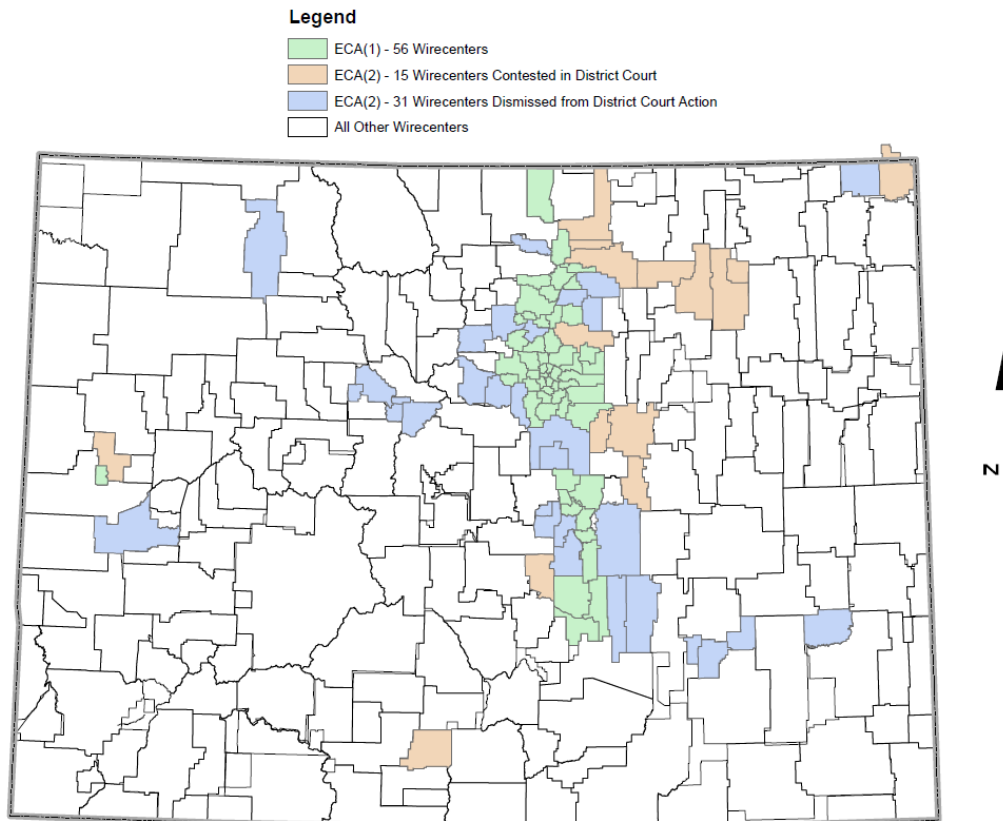 Legend
ECA(1) - 56 Wirecenters
ECA(2) - 15 Wirecenters Contested in District Court
ECA(2) - 31 Wirecenters Dismissed from District Court Action
All Other Wirecenters
N